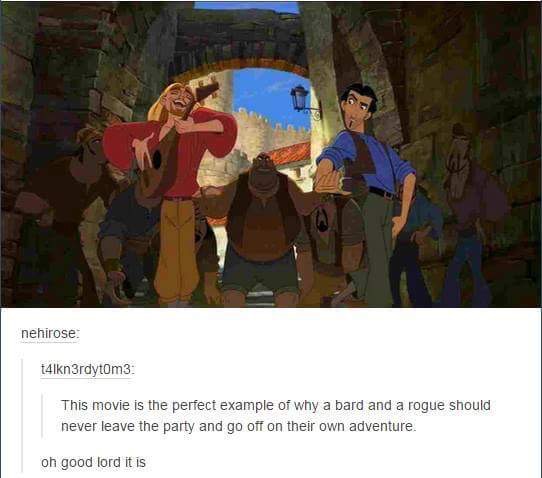 nehirose:
t4lkn3rdyt0m3:
This movie is the perfect example of why a bard and a rogue should
never leave the party and go off on their own adventure.
oh good lord it is